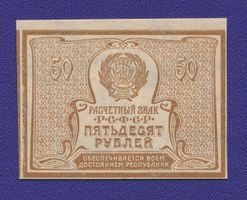 50 50
РАСЧЕТНЫЙ ЗНАК
Р·С·Ф·С·Р
ПЯТЬДЕСЯТ
РУБЛЕЙ
ОБЕСПЕЧИВАЕТСЯ ВСЕМ
ДОСТОЯНИЕМ РЕСПУБЛИКИ